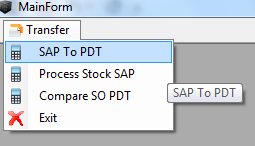 MainForm
Transfer
SAP To PDT
Process Stock SAP
Compare SO PDT
SAP To PDT
Exit